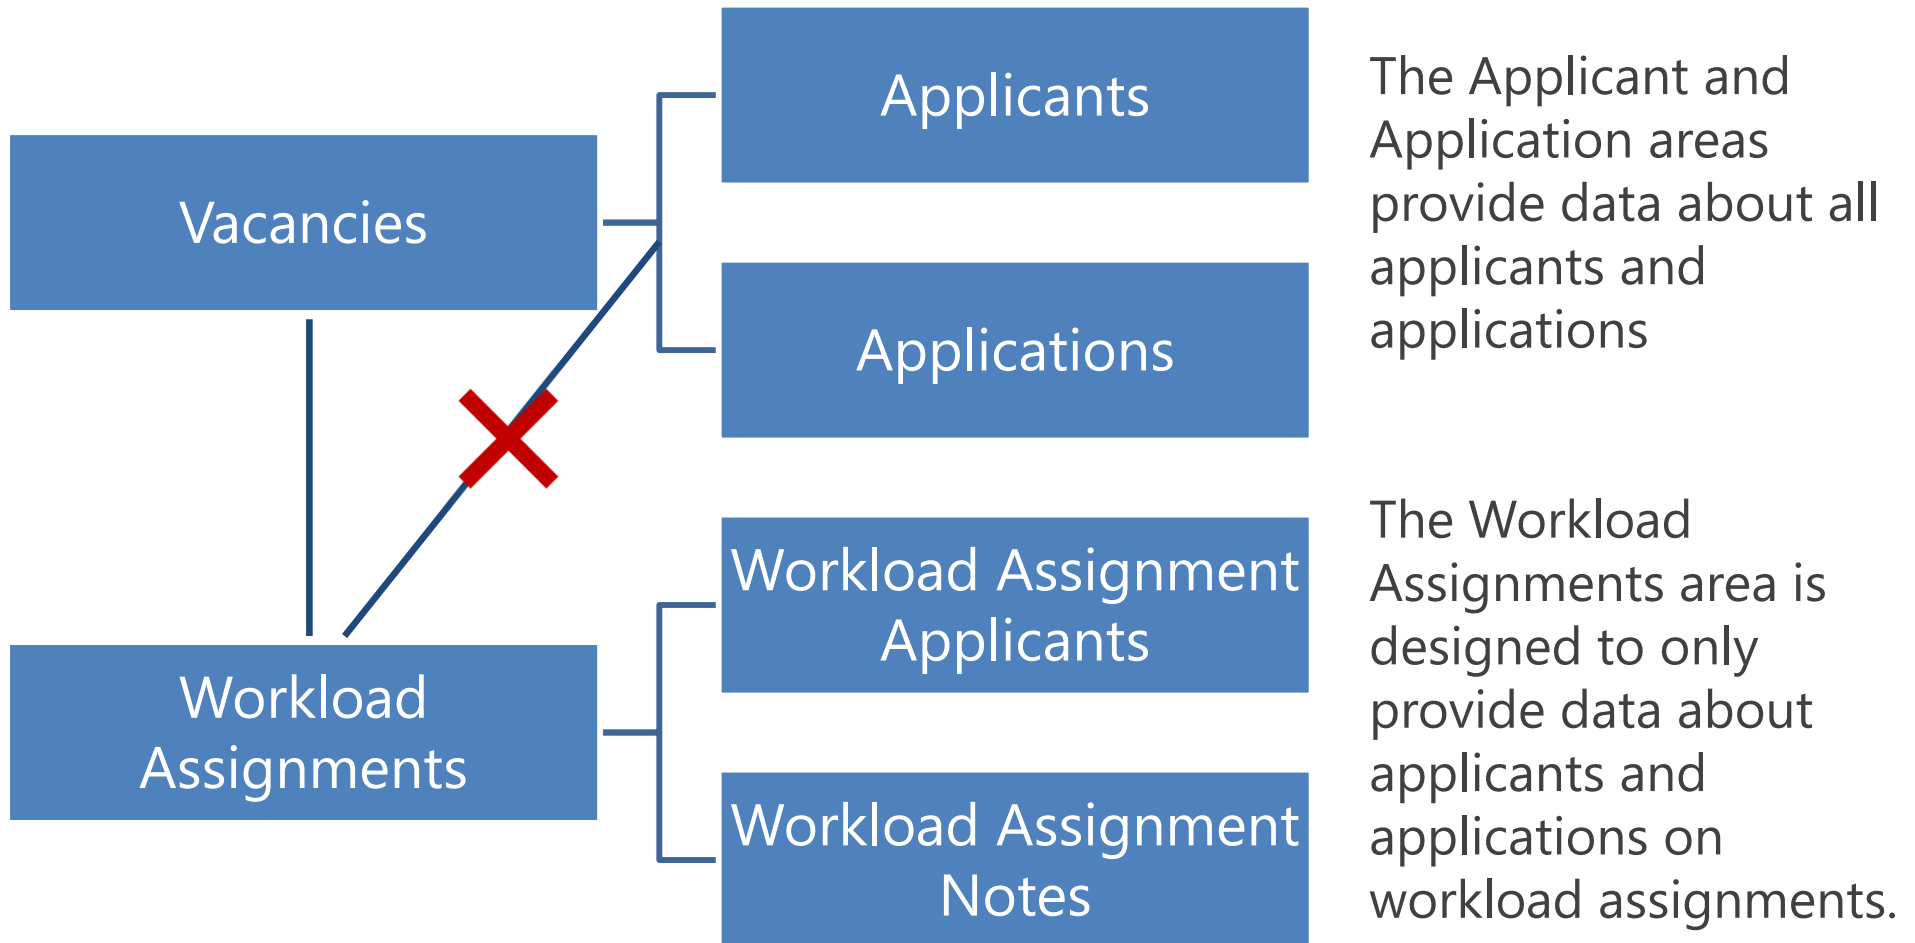 Vacancies
Applicants
Applications
The Applicant and
Application areas
provide data about all
applicants and
applications
Workload
Assignments
Workload Assignment
Applicants
Workload Assignment
Notes
The Workload
Assignments area is
designed to only
provide data about
applicants and
applications on
workload assignments.